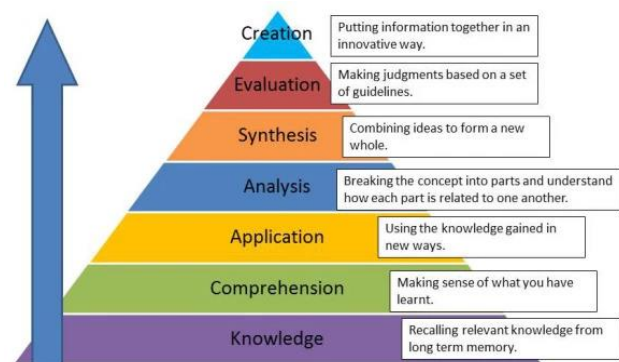 Creation
Putting information together in an
innovative way.
Evaluation
Making judgments based on a set
of guidelines.
Synthesis
Combining ideas to form a new
whole.
Analysis
Breaking the concept into parts and understand
how each part is related to one another.
Application
Using the knowledge gained in
new ways.
Comprehension
Making sense of what you have
learnt.
Knowledge
Recalling relevant knowledge from
long term memory.